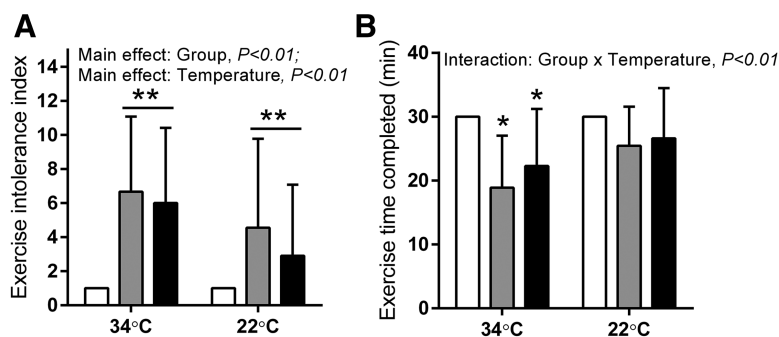 A
Main effect: Group, P<0.01;
Main effect: Temperature, P<0.01
Exercise intolerance index
14
12
10
8
6
4
2
0
**
**
34°C
22°C
B
Interaction: Group x Temperature, P<0.01
Exercise time completed (min)
40
30
20
10
0
*
*
34°C
22°C